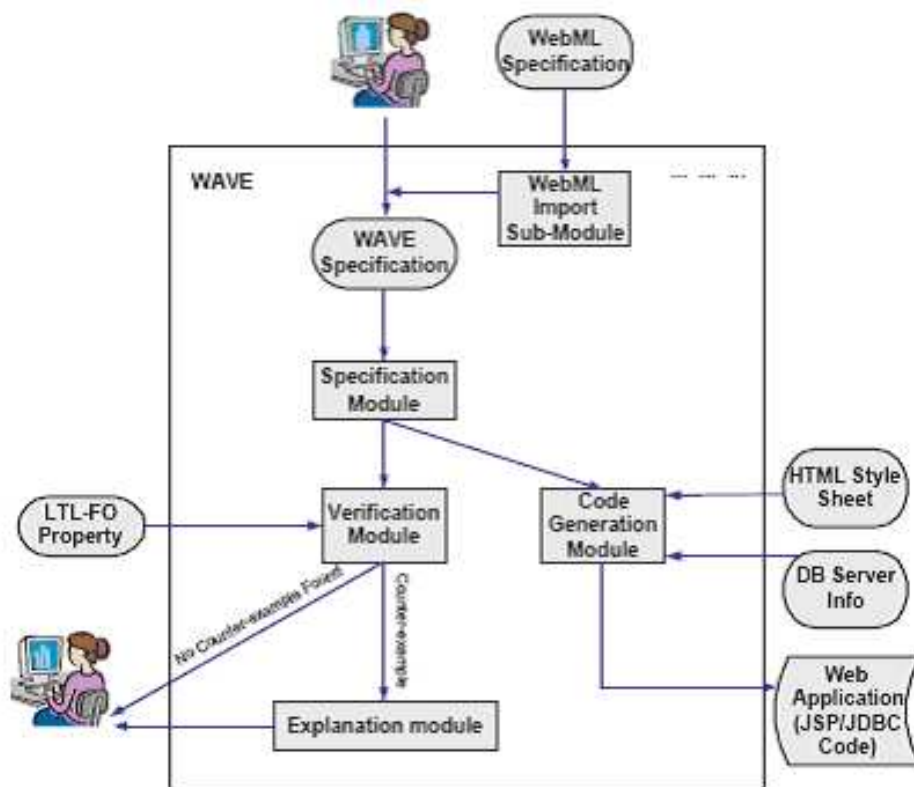 WebML
Specification
WAVE
WebML
Import
Sub-Module
WAVE
Specification
Specification
Module
HTML Style
Sheet
LTL-FO
Property
Verification
Module
Code
Generation
Module
DB Server
Info
No Counter-example Found
Counter-example
Web
Application
(JSP/JDBC
Code)
Explanation module